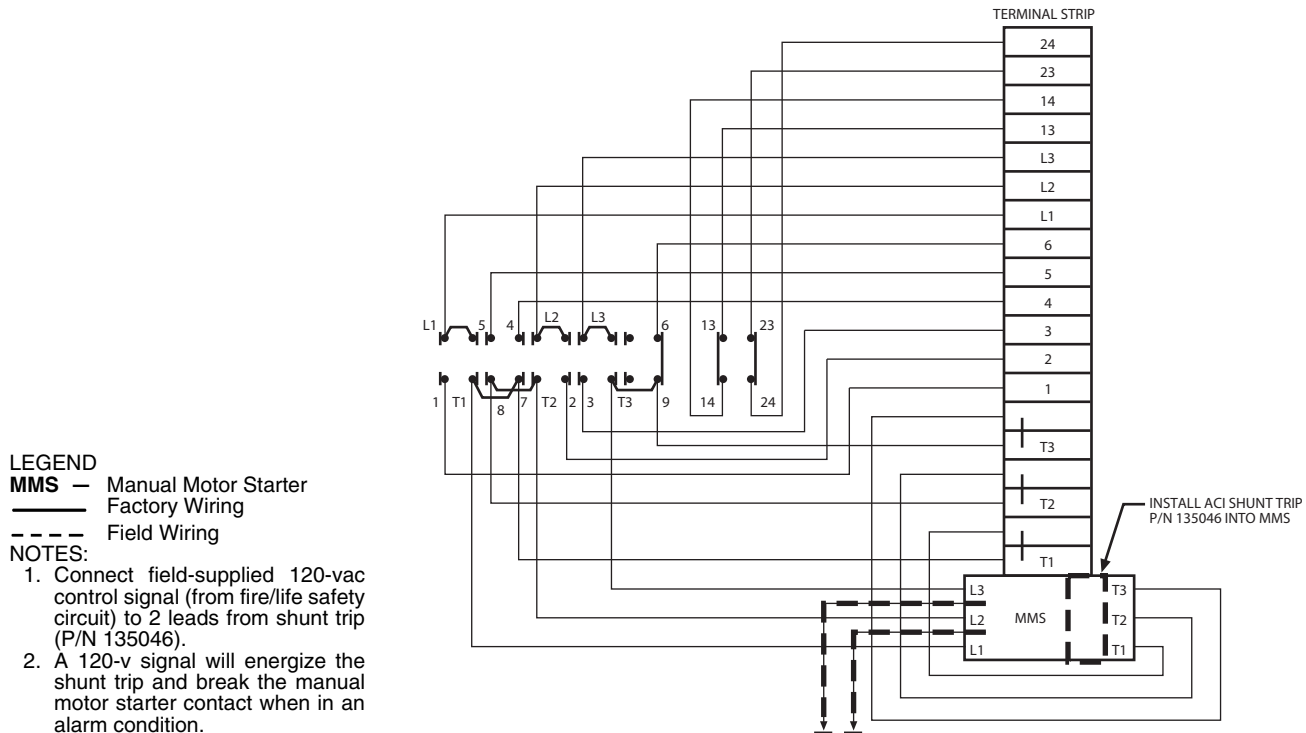 TERMINAL STRIP
24
23
14
13
L3
L2
L1
6
5
4
3
2
1
T3
T2
T1
L1 5 4 L2 L3 6 13 23
1 T1 8 7 T2 2 3 T3 9 14 24
INSTALL ACI SHUNT TRIP
P/N 135046 INTO MMS
L3
L2
L1
MMS
T3
T2
T1
LEGEND
MMS — Manual Motor Starter
Factory Wiring
Field Wiring
NOTES:
1. Connect field-supplied 120-vac
control signal (from fire/life safety
circuit) to 2 leads from shunt trip
(P/N 135046).
2. A 120-v signal will energize the
shunt trip and break the manual
motor starter contact when in an
alarm condition.